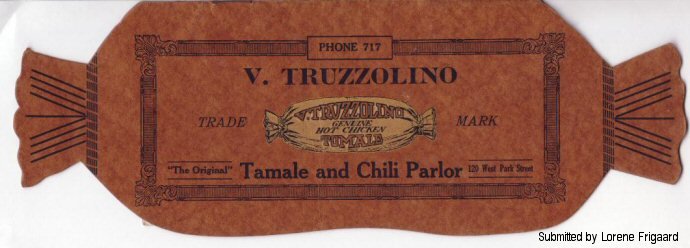 PHONE 717
V. TRUZZOLINO
TRADE MARK
V. TRUZZOLINO
GENUINE
HOT CHICKEN
TOMALE
"The Original" Tamale and Chili Parlor 120 West Park Street
Submitted by Lorene Frigaard